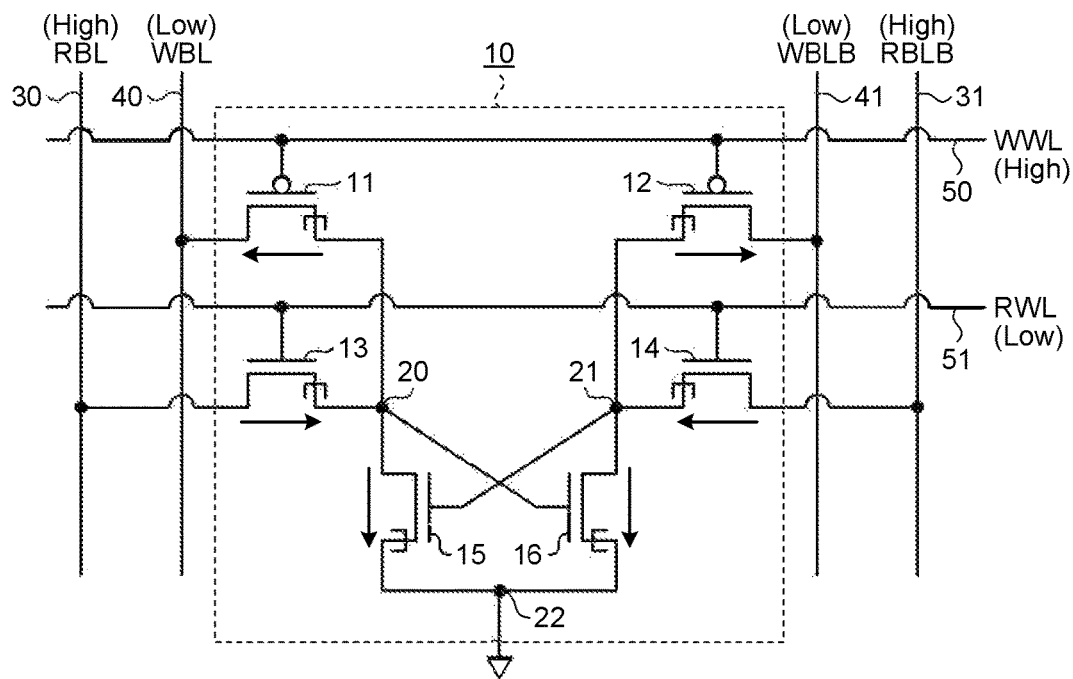 (High) (Low) (Low) (High)
RBL WBL WBLB RBLB
10
30 40 41 31
WWL
(High)
50
11 12
RWL
(Low)
51
13 14
20 21
15 16
22